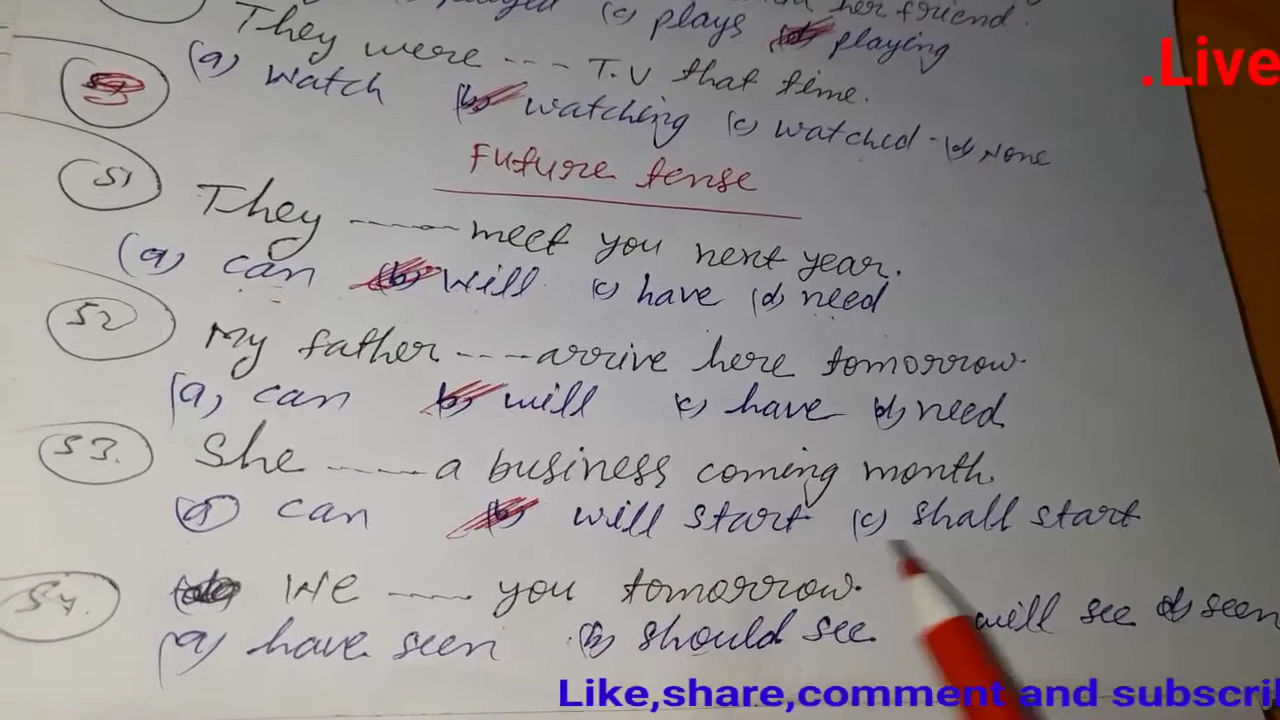 her friend.
(c) plays (d) playing
They were ---- T.V that time.
(a) watch (b) watching (c) watched (d) None
.Live
Future tense
51 They ------ meet you next year.
(a) can (b) will (c) have (d) need
52 My father ---- arrive here tomorrow.
(a) can (b) will (c) have (d) need
53. She ------ a business coming month.
(a) can (b) will start (c) shall start
54. We ----- you tomorrow.
(a) have seen (b) should see will see (d) seen
Like,share,comment and subscri